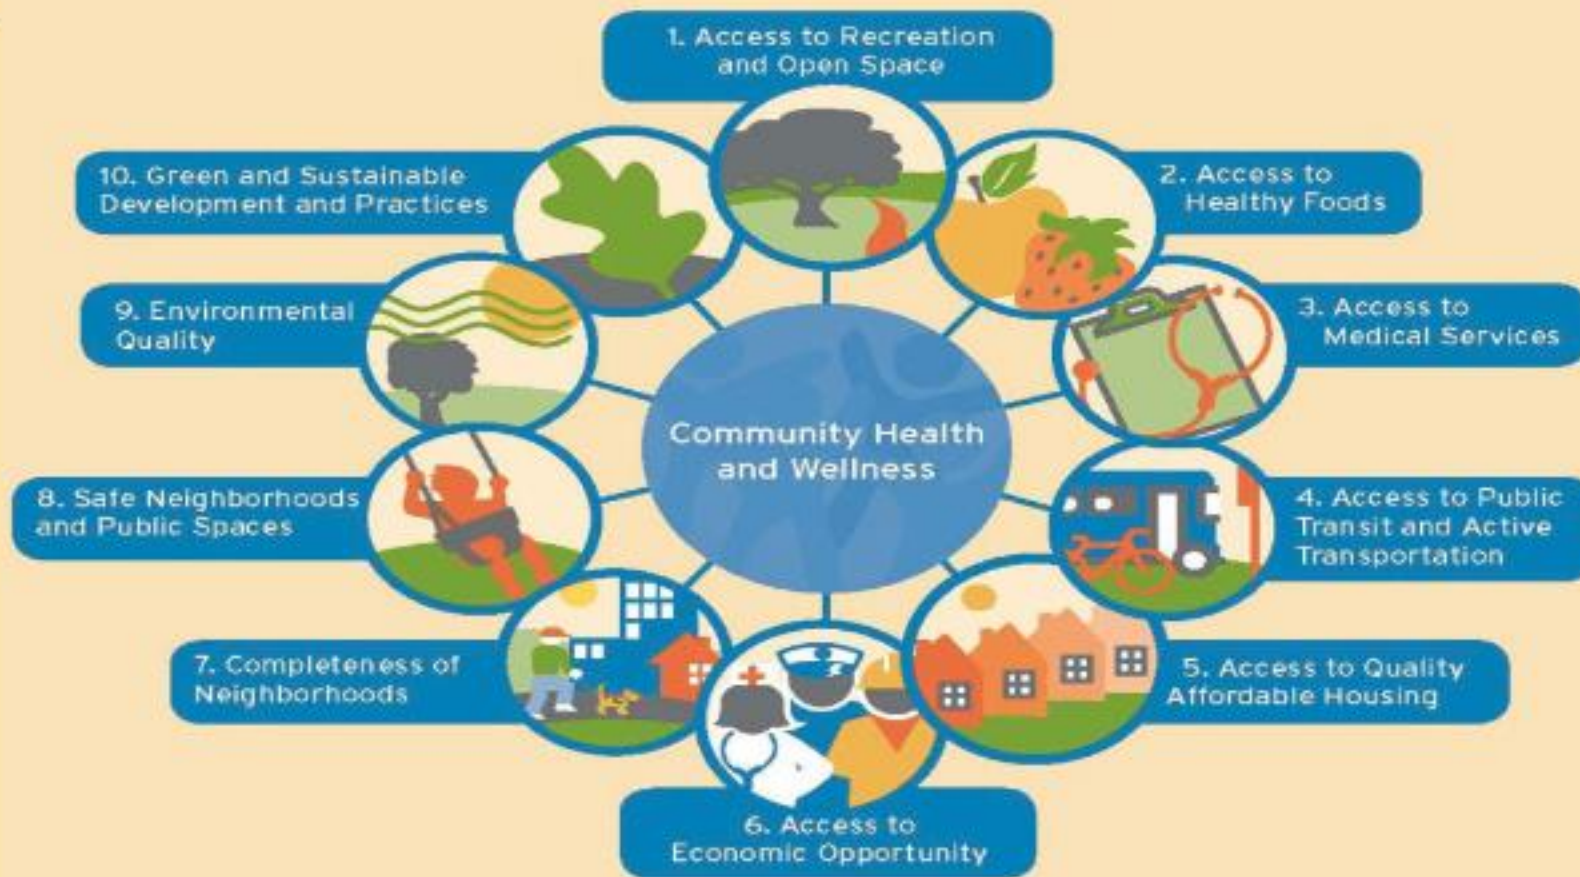 1. Access to Recreation
and Open Space
2. Access to
Healthy Foods
3. Access to
Medical Services
4. Access to Public
Transit and Active
Transportation
5. Access to Quality
Affordable Housing
6. Access to
Economic Opportunity
7. Completeness of
Neighborhoods
8. Safe Neighborhoods
and Public Spaces
9. Environmental
Quality
10. Green and Sustainable
Development and Practices
Community Health
and Wellness